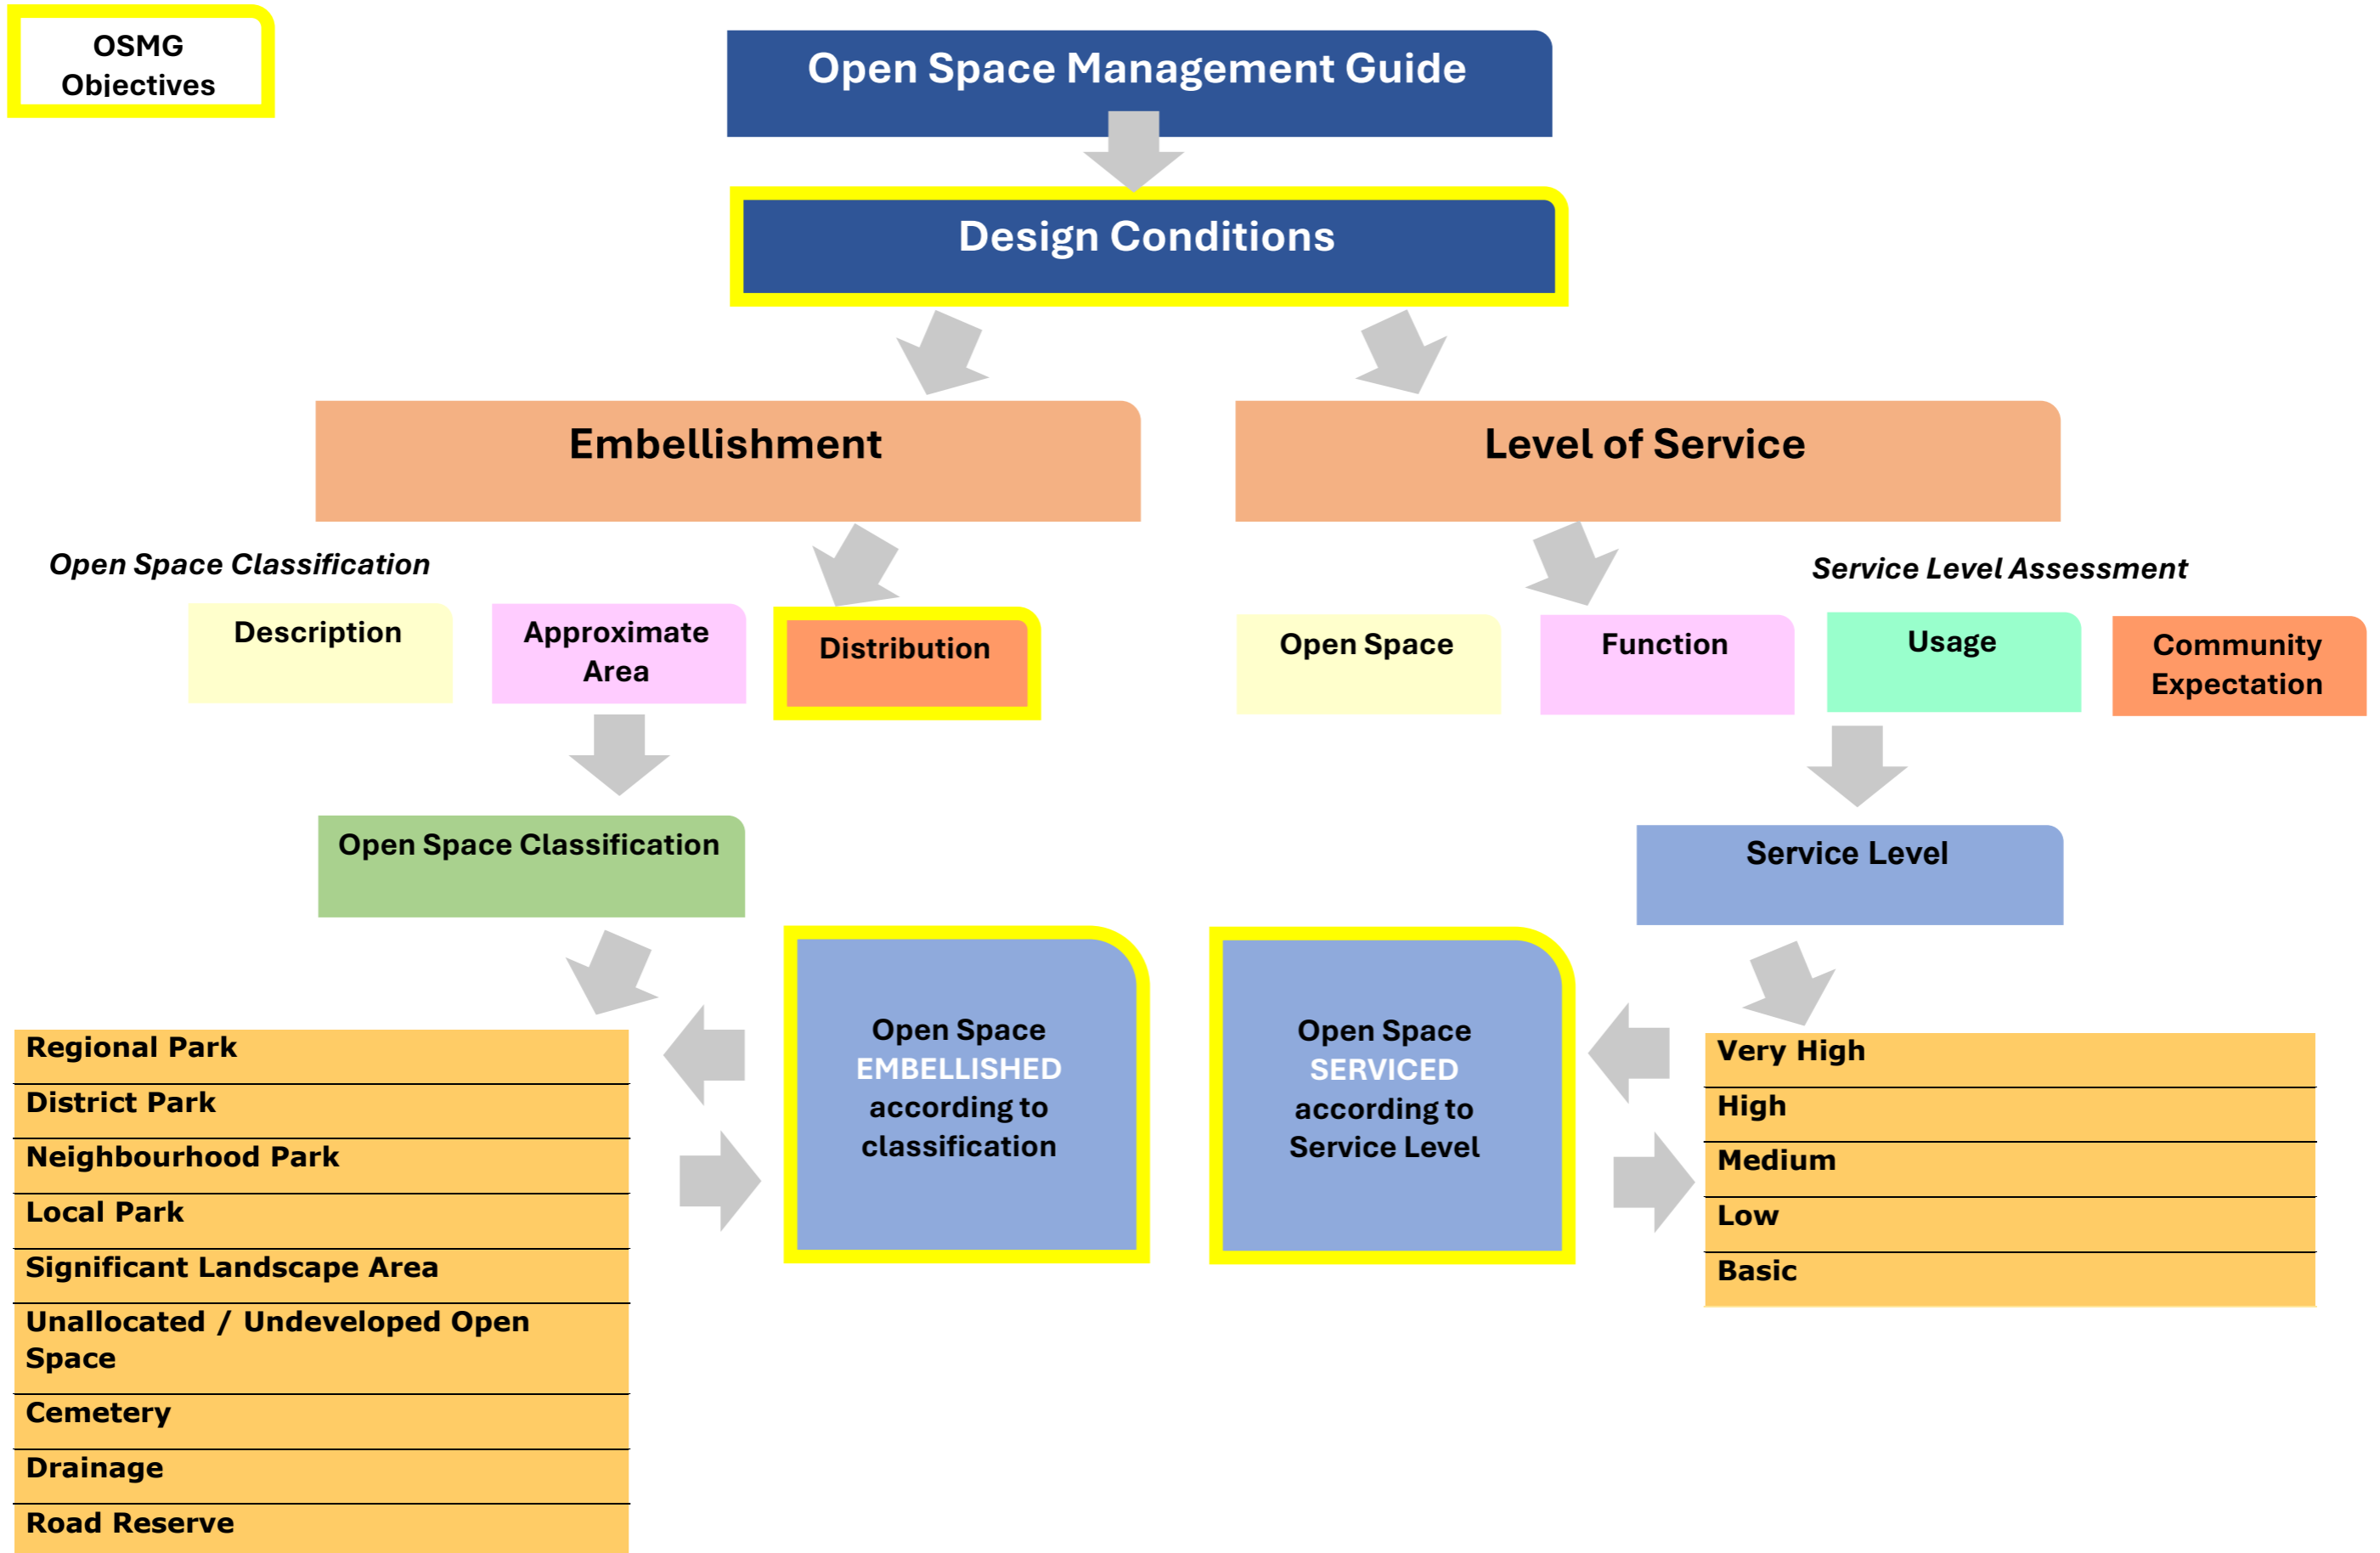 OSMG
Objectives
Open Space Management Guide
Design Conditions
Embellishment
Level of Service
Open Space Classification
Service Level Assessment
Description
Approximate
Area
Distribution
Open Space
Function
Usage
Community
Expectation
Open Space Classification
Service Level
Regional Park
District Park
Neighbourhood Park
Local Park
Significant Landscape Area
Unallocated / Undeveloped Open
Space
Cemetery
Drainage
Road Reserve
Open Space
EMBELLISHED
according to
classification
Open Space
SERVICED
according to
Service Level
Very High
High
Medium
Low
Basic